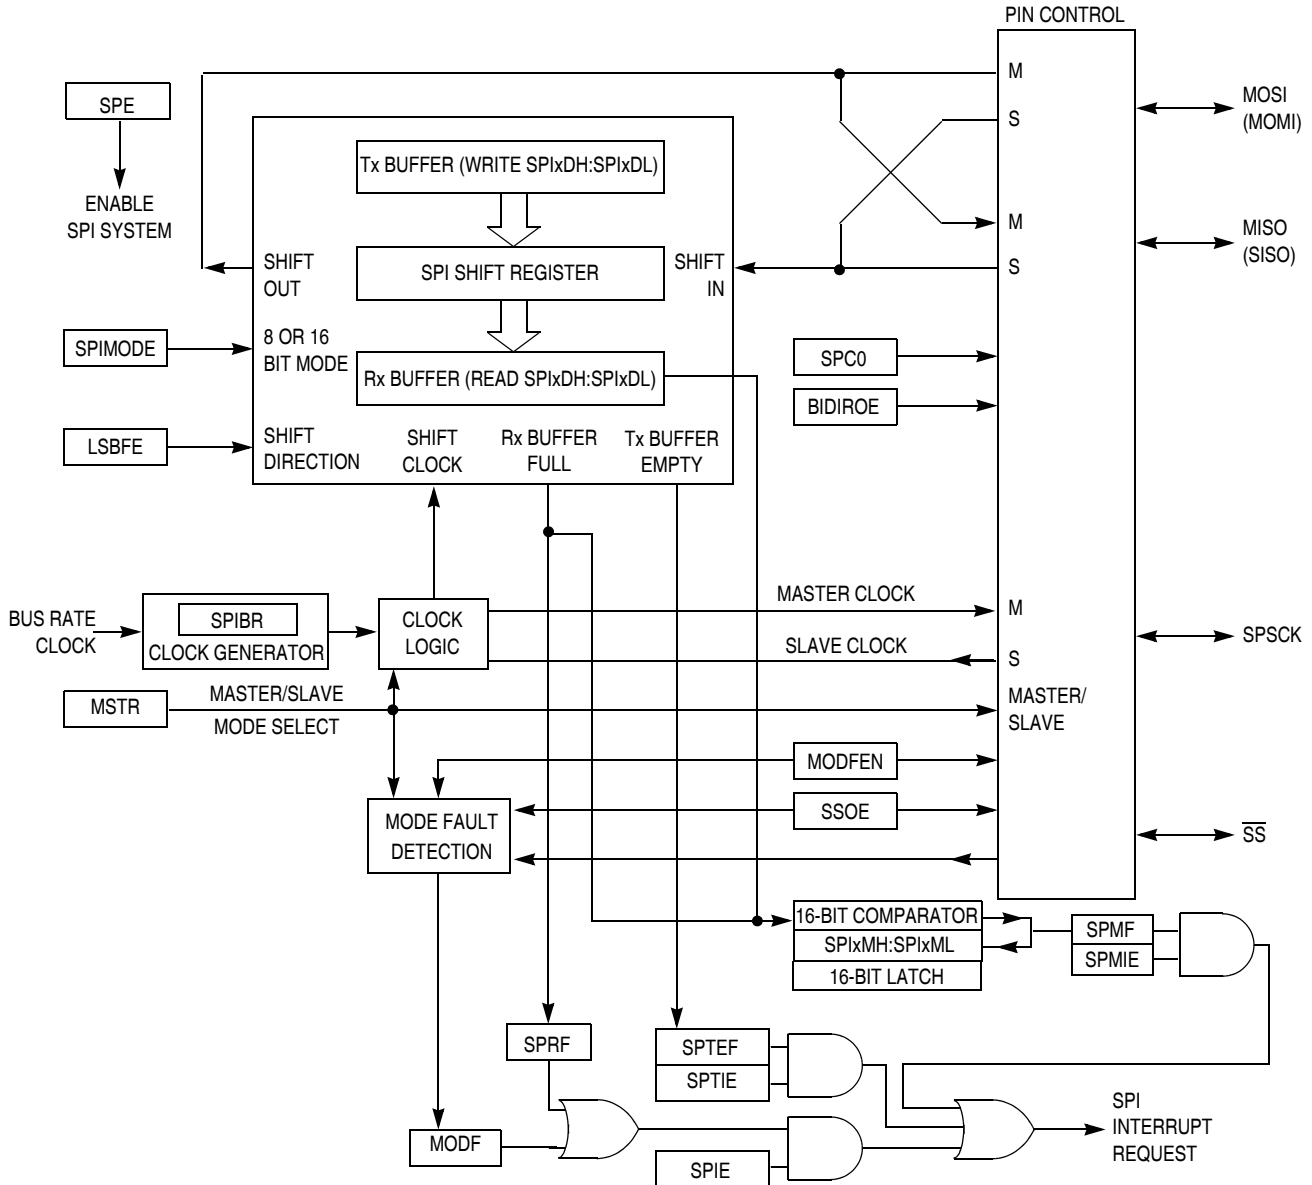 PIN CONTROL
M
SPE
MOSI
(MOMI)
S
Tx BUFFER (WRITE SPIxDH:SPIxDL)
ENABLE
SPI SYSTEM
M
MISO
(SISO)
SHIFT
OUT
SPI SHIFT REGISTER
SHIFT
IN
S
SPIMODE
8 OR 16
BIT MODE
SPC0
Rx BUFFER (READ SPIxDH:SPIxDL)
BIDIROE
LSBFE
SHIFT
DIRECTION
SHIFT
CLOCK
Rx BUFFER
FULL
Tx BUFFER
EMPTY
MASTER CLOCK
M
BUS RATE
CLOCK
SPIBR
CLOCK GENERATOR
CLOCK
LOGIC
SLAVE CLOCK
S
SPSCK
MSTR
MASTER/SLAVE
MODE SELECT
MASTER/
SLAVE
MODFEN
SSOE
MODE FAULT
DETECTION
SS
16-BIT COMPARATOR
SPIxMH:SPIxML
16-BIT LATCH
SPMF
SPMIE
SPRF
SPTEF
SPTIE
MODF
SPIE
SPI
INTERRUPT
REQUEST